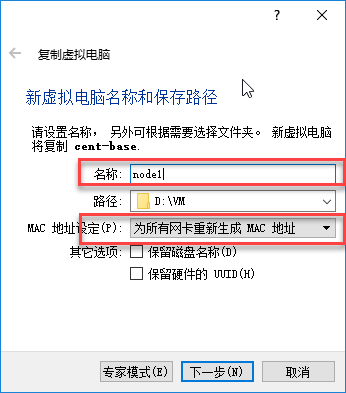 ?
复制虚拟电脑
新虚拟电脑名称和保存路径
请设置名称，另外可根据需要选择文件夹。 新虚拟电脑
将复制 cent-base.
名称: node1
路径: D:\VM
MAC 地址设定(P): 为所有网卡重新生成 MAC 地址
其它选项: 保留磁盘名称(D)
保留硬件的 UUID(H)
专家模式(E) 下一步(N) 取消